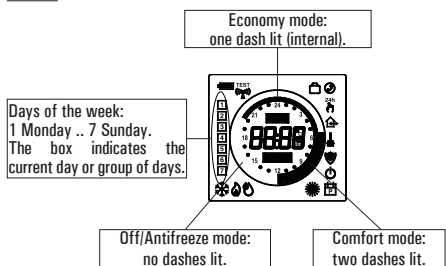 Economy mode:
one dash lit (internal).
TEST
24h
24
21
3
18
15
12
9
1
2
3
4
5
6
7
P
Days of the week:
1 Monday .. 7 Sunday.
The box indicates the
current day or group of days.
Off/Antifreeze mode:
no dashes lit.
Comfort mode:
two dashes lit.